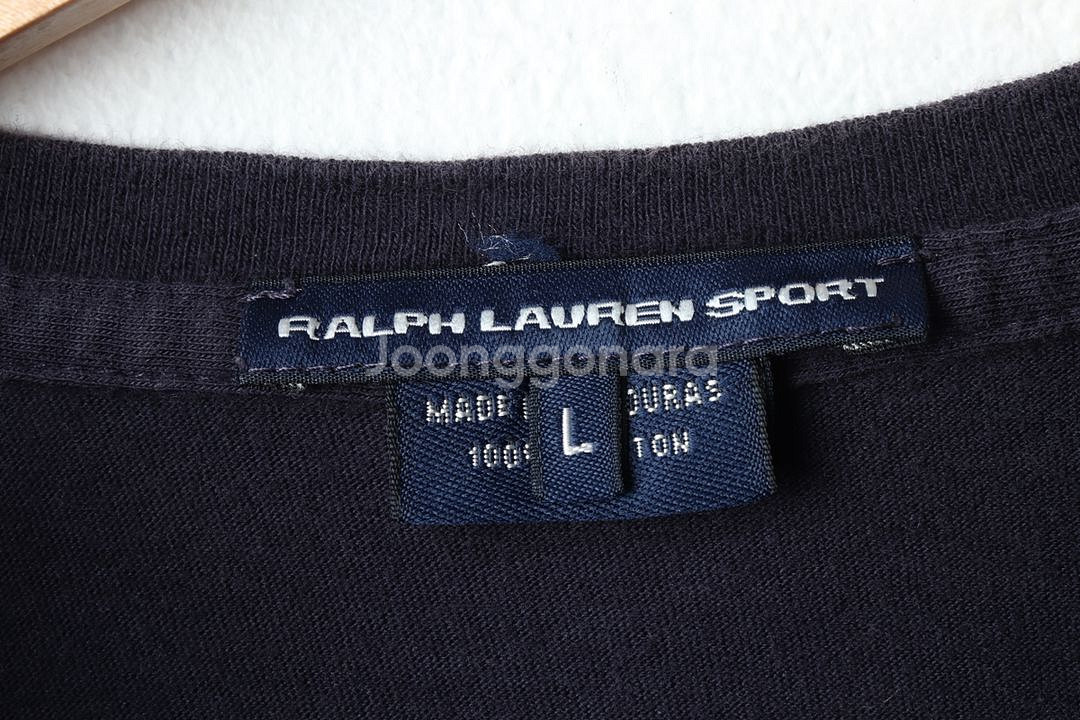 RALPH LAUREN SPORT
Joonggonara
MADE DURAS
L
100% TON